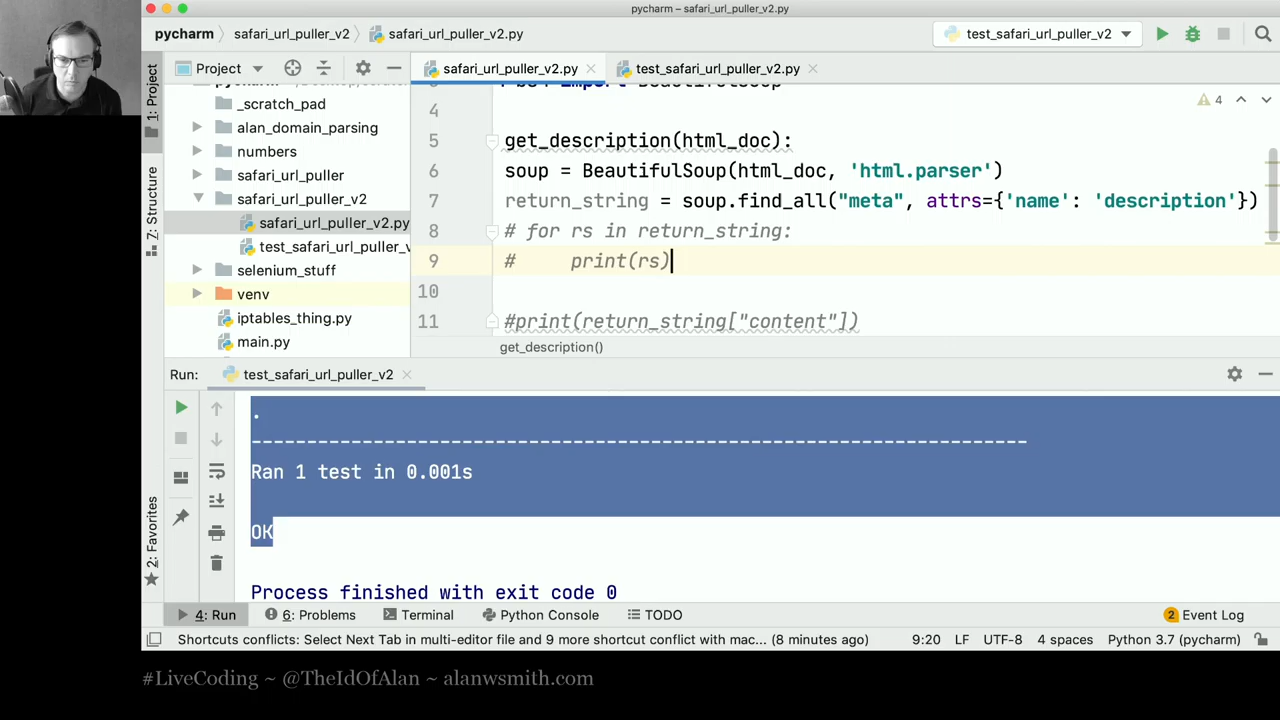 pycharm – safari_url_puller_v2.py
pycharm safari_url_puller_v2 safari_url_puller_v2.py test_safari_url_puller_v2
Project safari_url_puller_v2.py test_safari_url_puller_v2.py
1: Project
Structure
2: Favorites
_scratch_pad
alan_domain_parsing
numbers
safari_url_puller
safari_url_puller_v2
safari_url_puller_v2.py
test_safari_url_puller_v
selenium_stuff
venv
iptables_thing.py
main.py
4
4
5 get_description(html_doc):
6 soup = BeautifulSoup(html_doc, 'html.parser')
7 return_string = soup.find_all("meta", attrs={'name': 'description'})
8 # for rs in return_string:
9 #     print(rs)
10
11 #print(return_string["content"])
get_description()
Run: test_safari_url_puller_v2
.
----------------------------------------------------------------------
Ran 1 test in 0.001s
OK
Process finished with exit code 0
4: Run 6: Problems Terminal Python Console TODO 2 Event Log
Shortcuts conflicts: Select Next Tab in multi-editor file and 9 more shortcut conflict with mac... (8 minutes ago) 9:20 LF UTF-8 4 spaces Python 3.7 (pycharm)
#LiveCoding ~ @TheIdOfAlan ~ alanwsmith.com